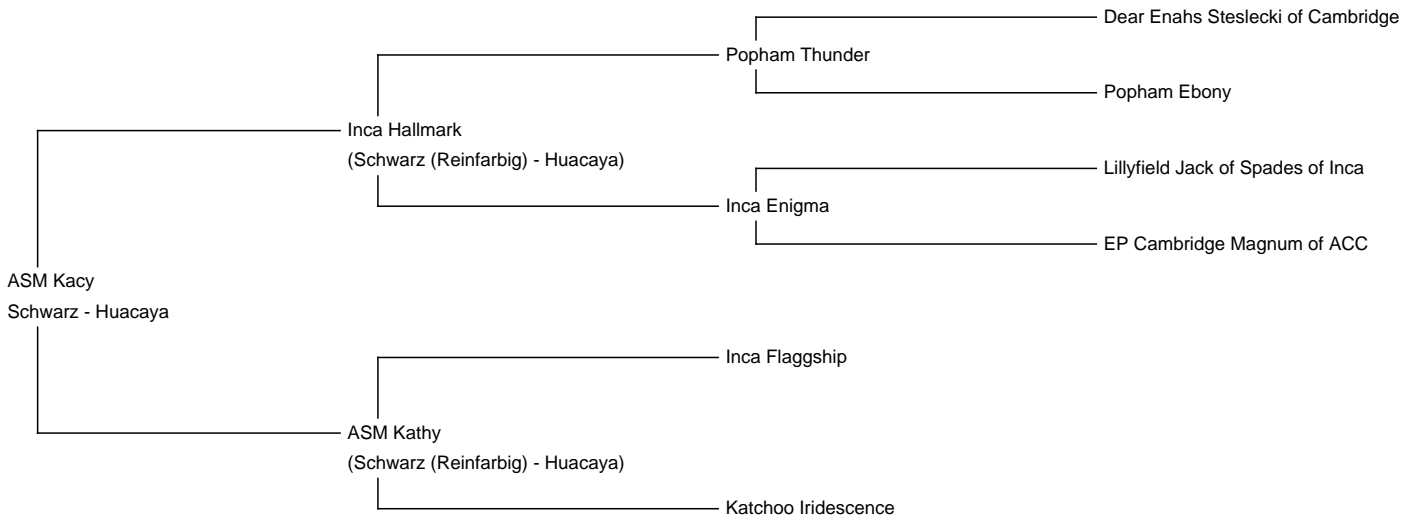 Dear Enahs Steslecki of Cambridge
Popham Thunder
Popham Ebony
Inca Hallmark
(Schwarz (Reinfarbig) - Huacaya)
Lillyfield Jack of Spades of Inca
Inca Enigma
EP Cambridge Magnum of ACC
ASM Kacy
Schwarz - Huacaya
Inca Flaggship
ASM Kathy
(Schwarz (Reinfarbig) - Huacaya)
Katchoo Iridescence